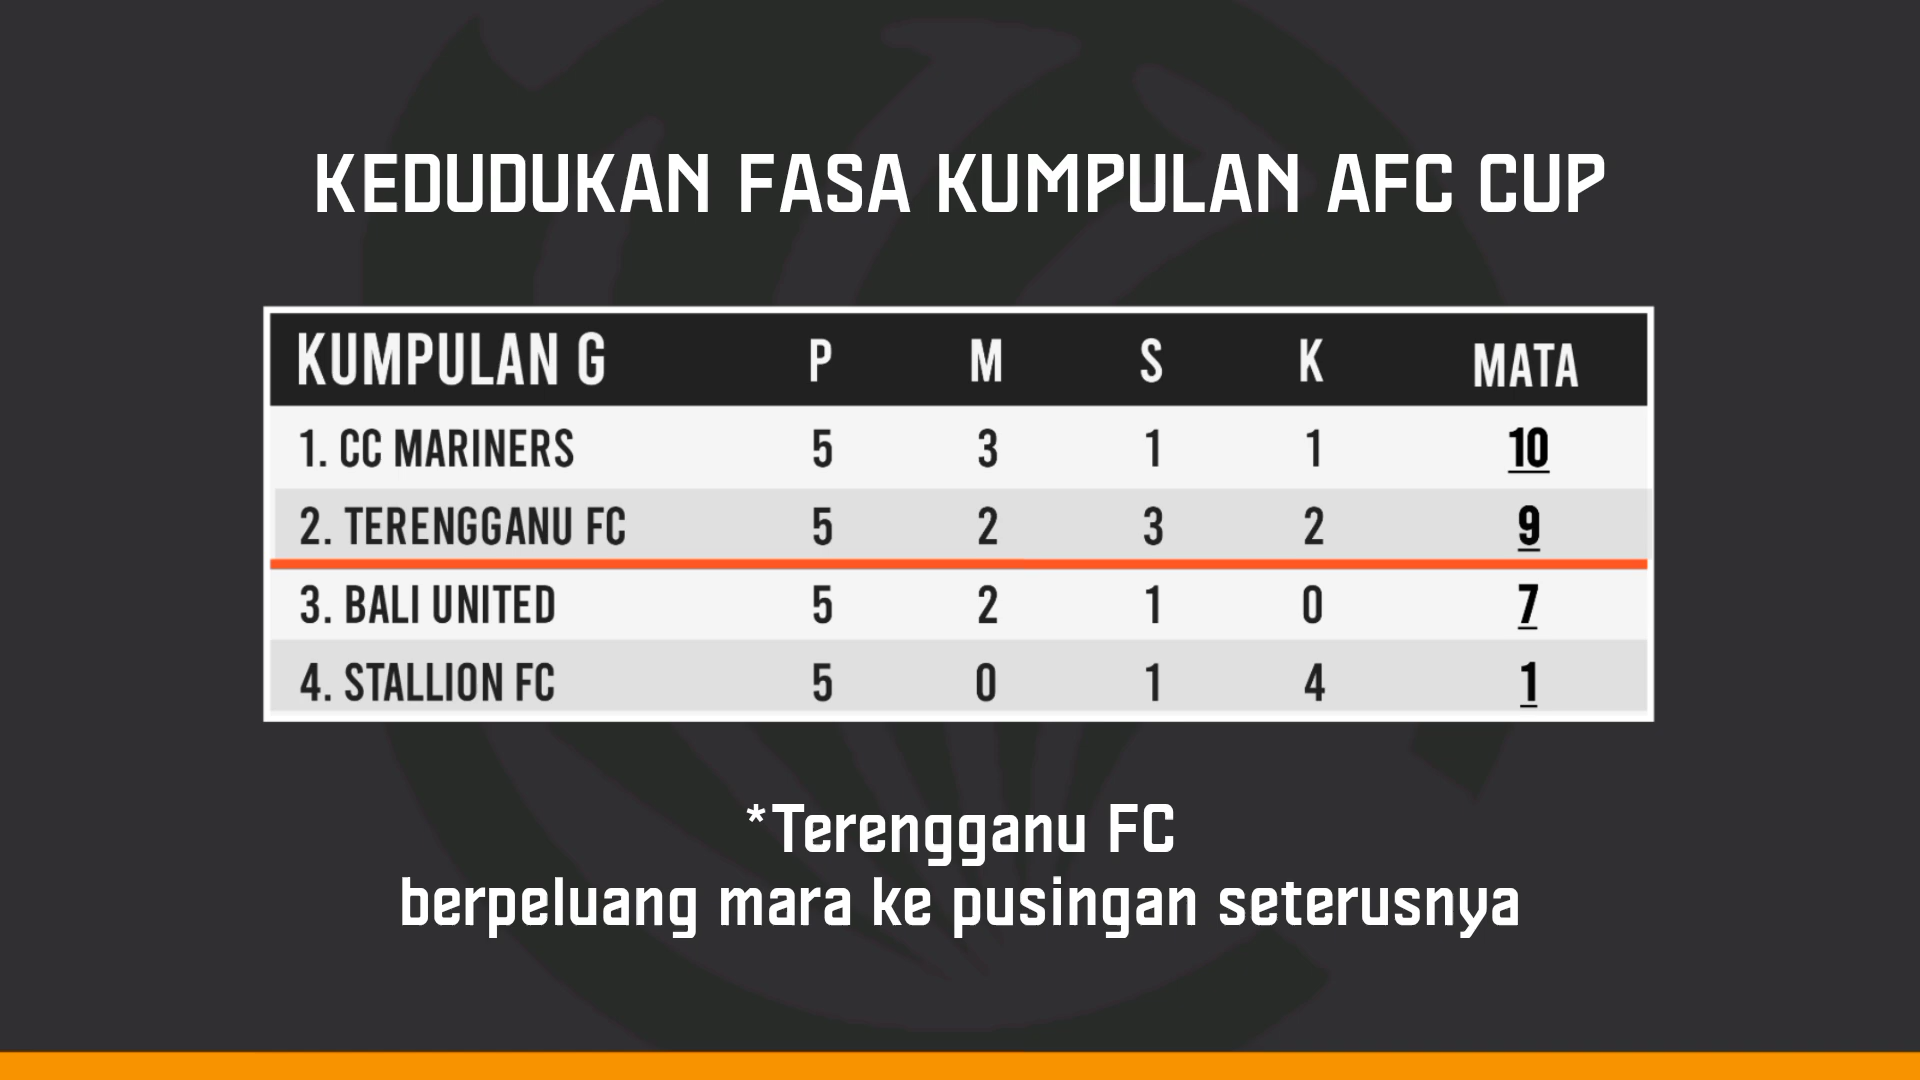 KEDUDUKAN FASA KUMPULAN AFC CUP
KUMPULAN G P M S K MATA
1. CC MARINERS 5 3 1 1 10
2. TERENGGANU FC 5 2 3 2 9
3. BALI UNITED 5 2 1 0 7
4. STALLION FC 5 0 1 4 1
*Terengganu FC
berpeluang mara ke pusingan seterusnya